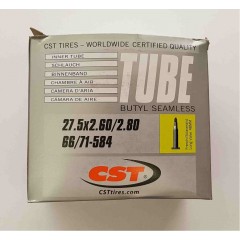 CST TIRES - WORLDWIDE CERTIFIED QUALITY
INNER TUBE
SCHLAUCH
BINNENBAND
CHAMBRE À AIR
CAMERA D'ARIA
CAMARA DE AIRE
TUBE
BUTYL SEAMLESS
27.5x2.60/2.80
66/71-584
CST
CSTtires.com